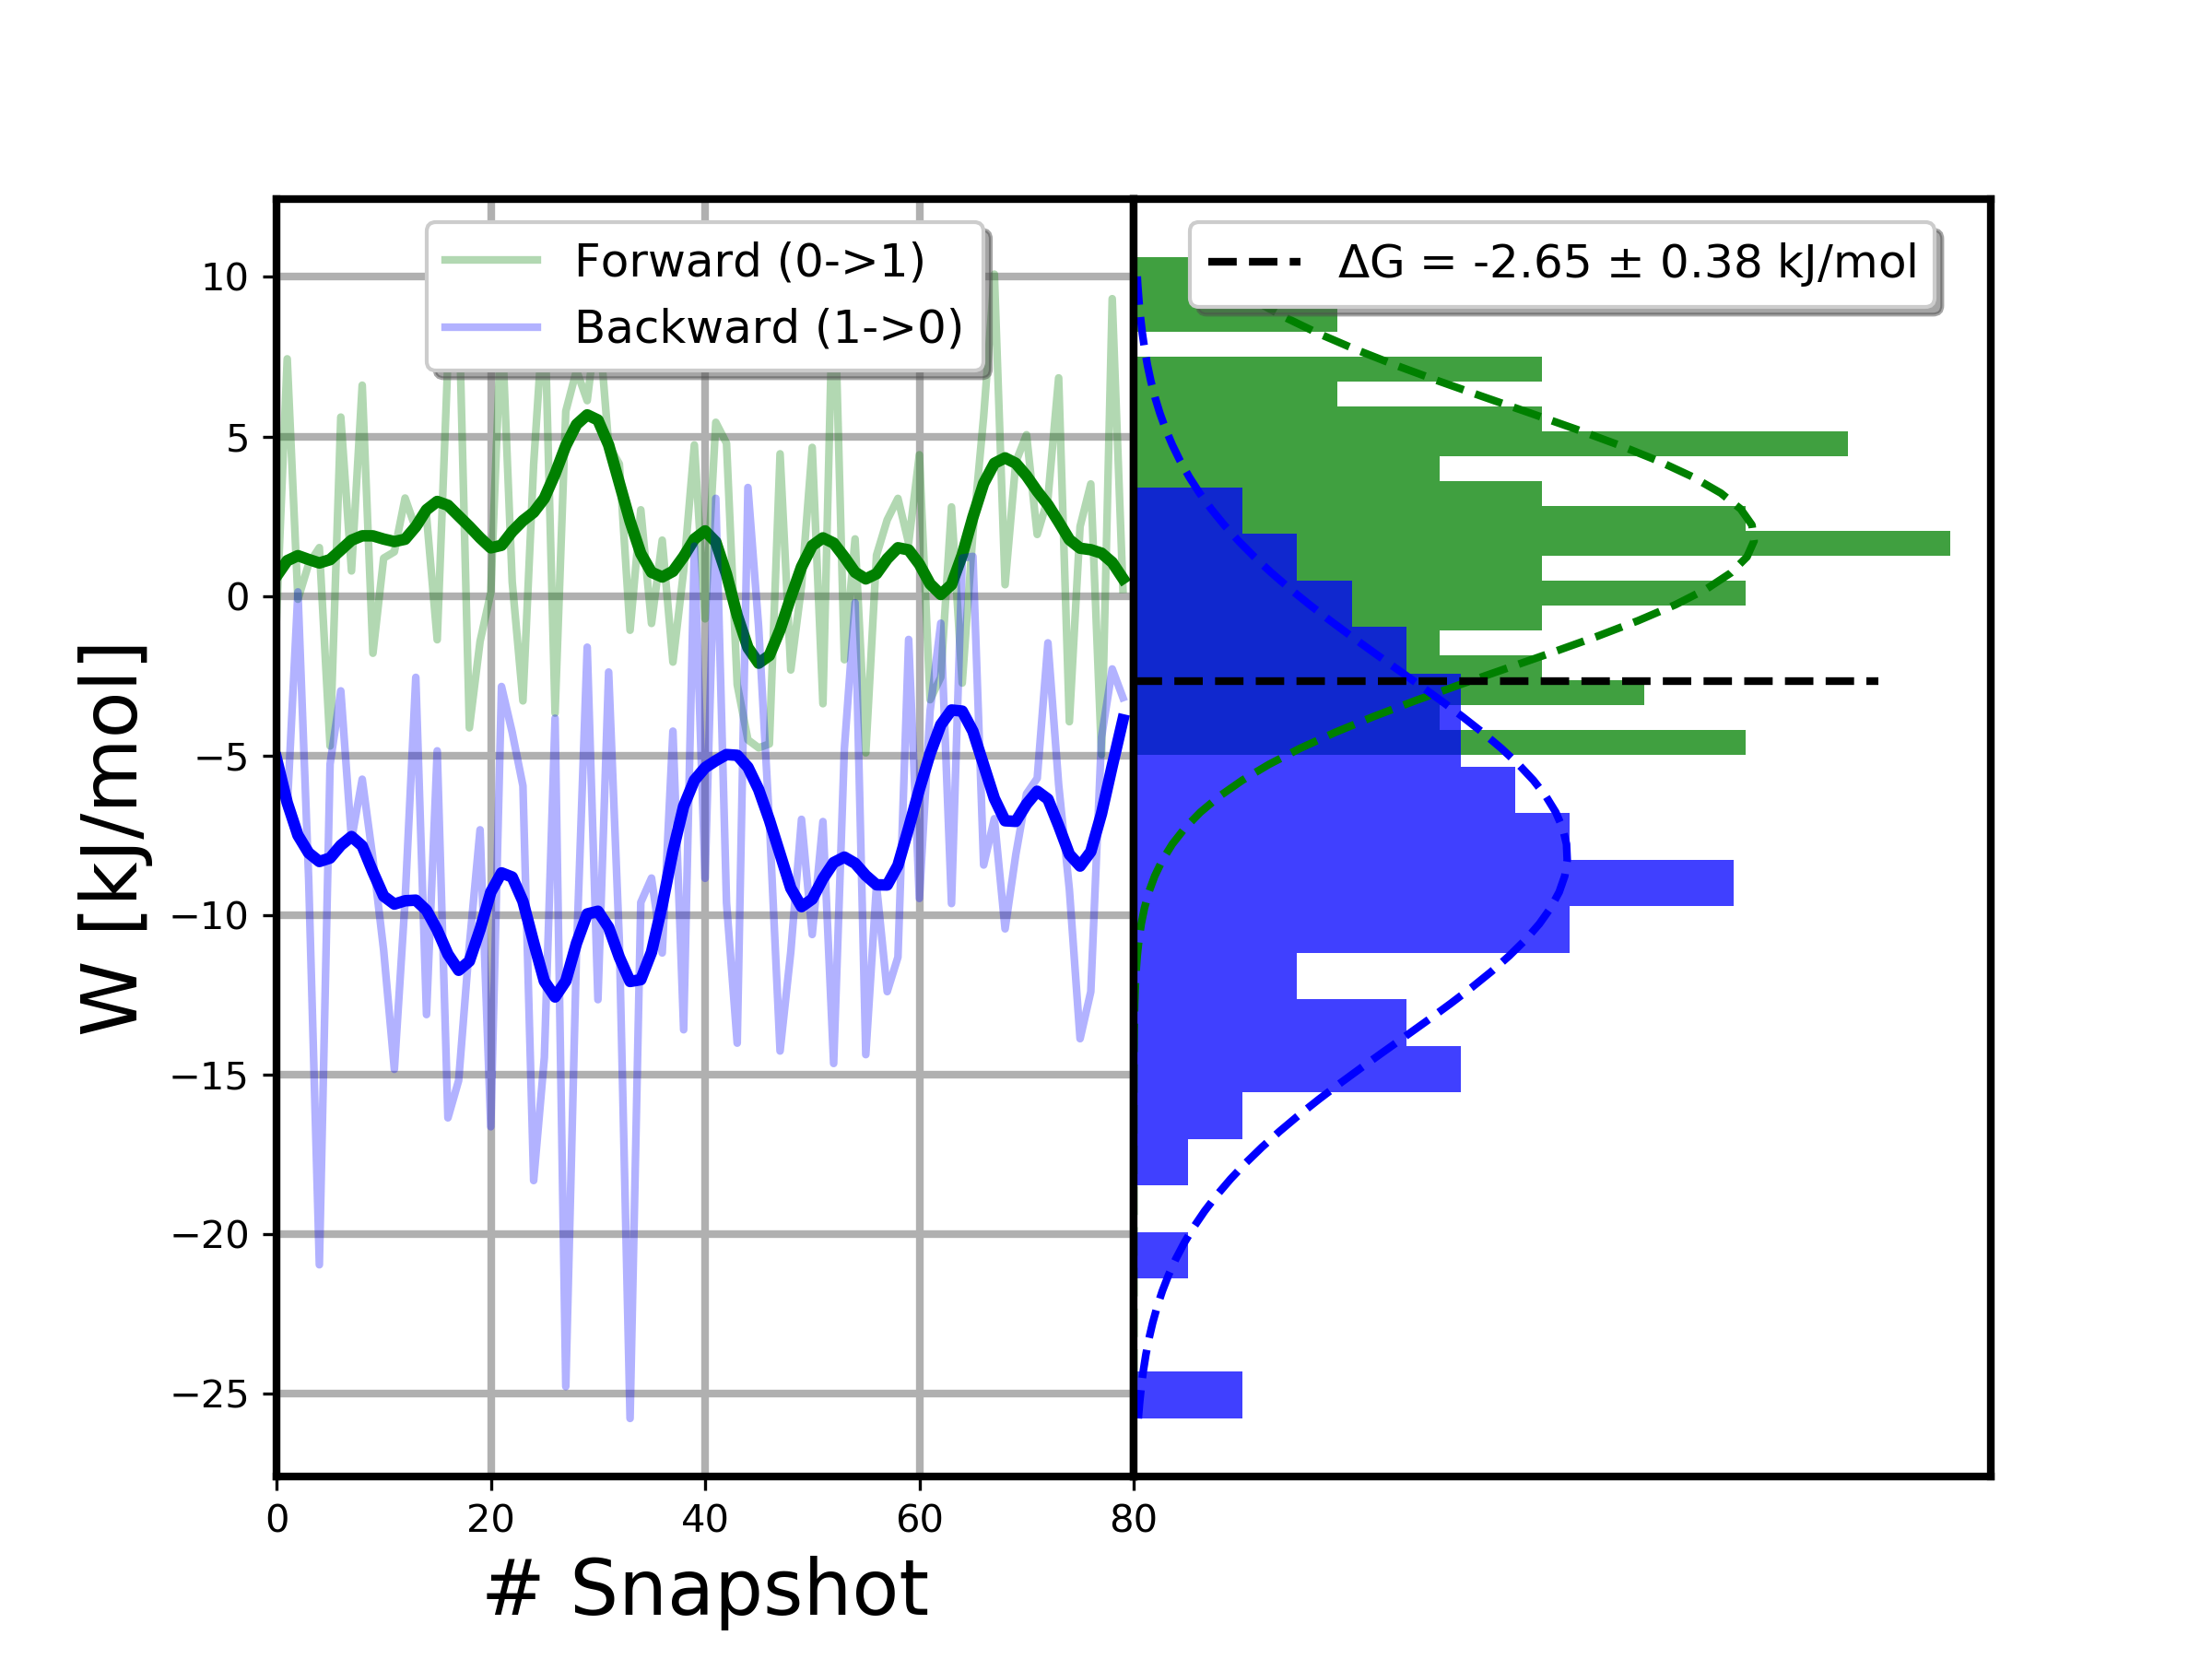 Forward (0->1)
Backward (1->0)
ΔG = -2.65 ± 0.38 kJ/mol
10
5
0
−5
−10
−15
−20
−25
W [kJ/mol]
0 20 40 60 80
# Snapshot